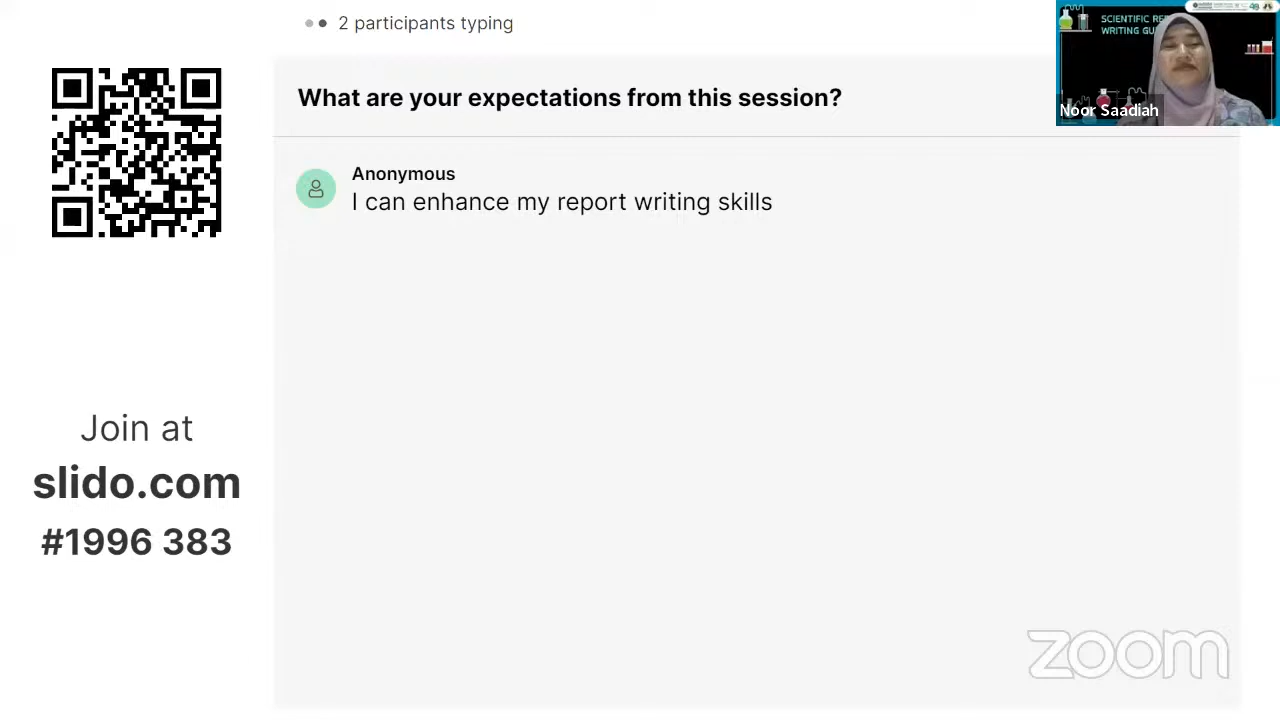 2 participants typing
What are your expectations from this session?
Anonymous
I can enhance my report writing skills
Join at
slido.com
#1996 383
SCIENTIFIC RE
WRITING GU
Noor Saadiah
zoom